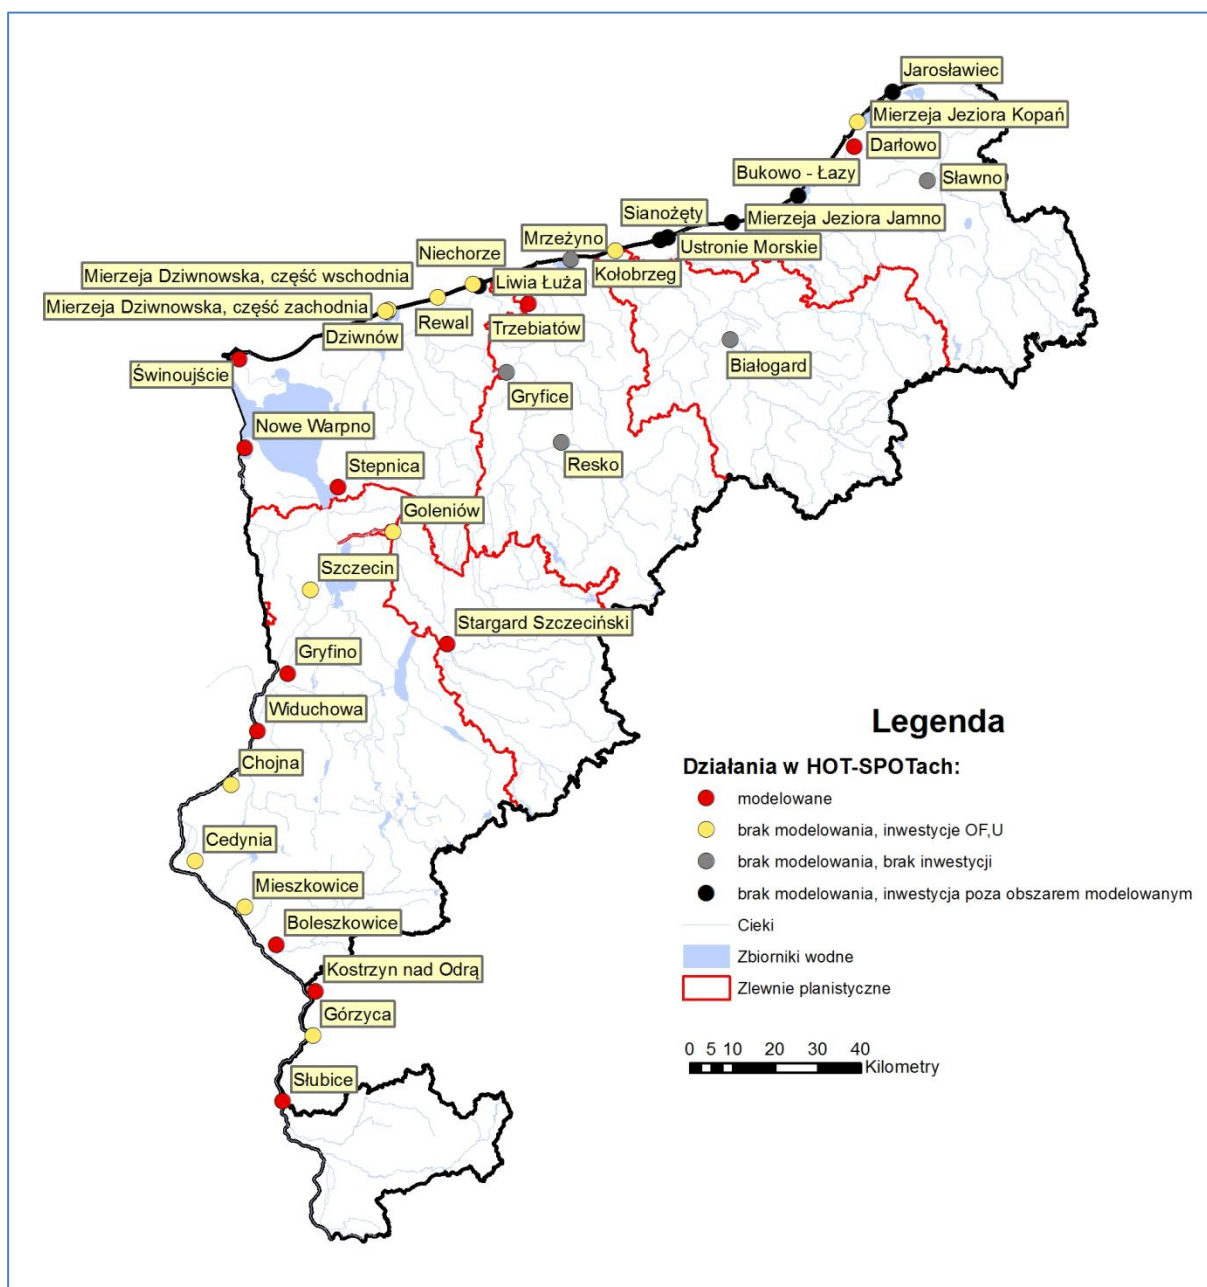 Jarosławiec
Mierzeja Jeziora Kopań
Darłowo
Bukowo - Łazy
Sławno
Sianożęty
Mierzeja Jeziora Jamno
Mrzeżyno
Ustronie Morskie
Niechorze
Kołobrzeg
Mierzeja Dziwnowska, część wschodnia
Liwia Łuża
Mierzeja Dziwnowska, część zachodnia
Rewal
Trzebiatów
Dziwnów
Białogard
Świnoujście
Gryfice
Nowe Warpno
Resko
Stepnica
Goleniów
Szczecin
Stargard Szczeciński
Gryfino
Widuchowa
Chojna
Cedynia
Mieszkowice
Boleszkowice
Kostrzyn nad Odrą
Górzyca
Słubice
Legenda
Działania w HOT-SPOTach:
modelowane
brak modelowania, inwestycje OF,U
brak modelowania, brak inwestycji
brak modelowania, inwestycja poza obszarem modelowanym
Cieki
Zbiorniki wodne
Zlewnie planistyczne
0 5 10 20 30 40
Kilometry